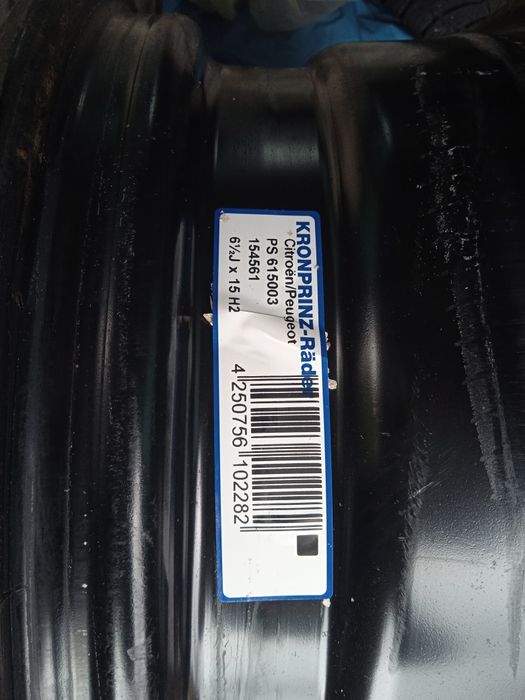 KRONPRINZ-Räder
Citroën/Peugeot
PS 615003
154561
6½J x 15 H2
4 250756 102282